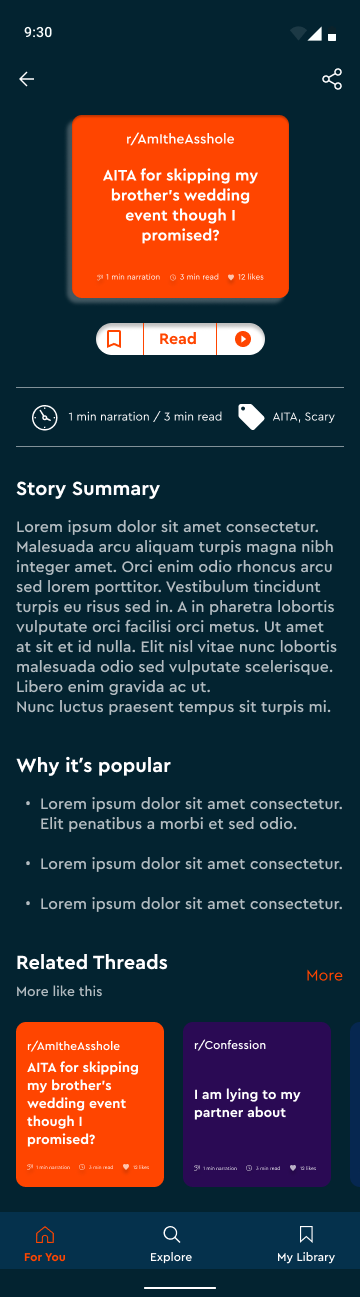 9:30
r/AmItheAsshole
AITA for skipping my
brother's wedding
event though I
promised?
1 min narration 3 min read 12 likes
Read
1 min narration / 3 min read AITA, Scary
Story Summary
Lorem ipsum dolor sit amet consectetur.
Malesuada arcu aliquam turpis magna nibh
integer amet. Orci enim odio rhoncus arcu
sed lorem porttitor. Vestibulum tincidunt
turpis eu risus sed in. A in pharetra lobortis
vulputate orci facilisi orci metus. Ut amet
at sit et id nulla. Elit nisl vitae nunc lobortis
malesuada odio sed vulputate scelerisque.
Libero enim gravida ac ut.
Nunc luctus praesent tempus sit turpis mi.
Why it's popular
• Lorem ipsum dolor sit amet consectetur.
Elit penatibus a morbi et sed odio.
• Lorem ipsum dolor sit amet consectetur.
• Lorem ipsum dolor sit amet consectetur.
Related Threads
More like this
More
r/AmItheAsshole
AITA for skipping my
my brother's
wedding event
though I
promised?
1 min narration 3 min read 12 likes
r/Confession
I am lying to my
partner about
1 min narration 3 min read 12 likes
For You Explore My Library